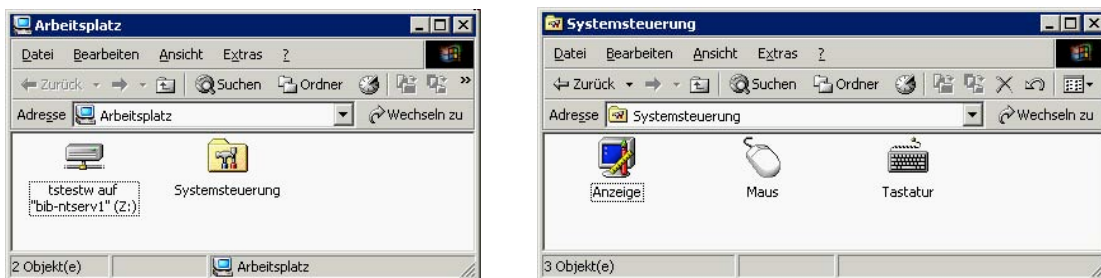 Arbeitsplatz
Datei Bearbeiten Ansicht Extras ?
Zurück Suchen Ordner »
Adresse Arbeitsplatz Wechseln zu
tstestw auf
"bib-ntserv1" (Z:)
Systemsteuerung
2 Objekt(e) Arbeitsplatz
Systemsteuerung
Datei Bearbeiten Ansicht Extras ?
Zurück Suchen Ordner
Adresse Systemsteuerung Wechseln zu
Anzeige Maus Tastatur
3 Objekt(e)